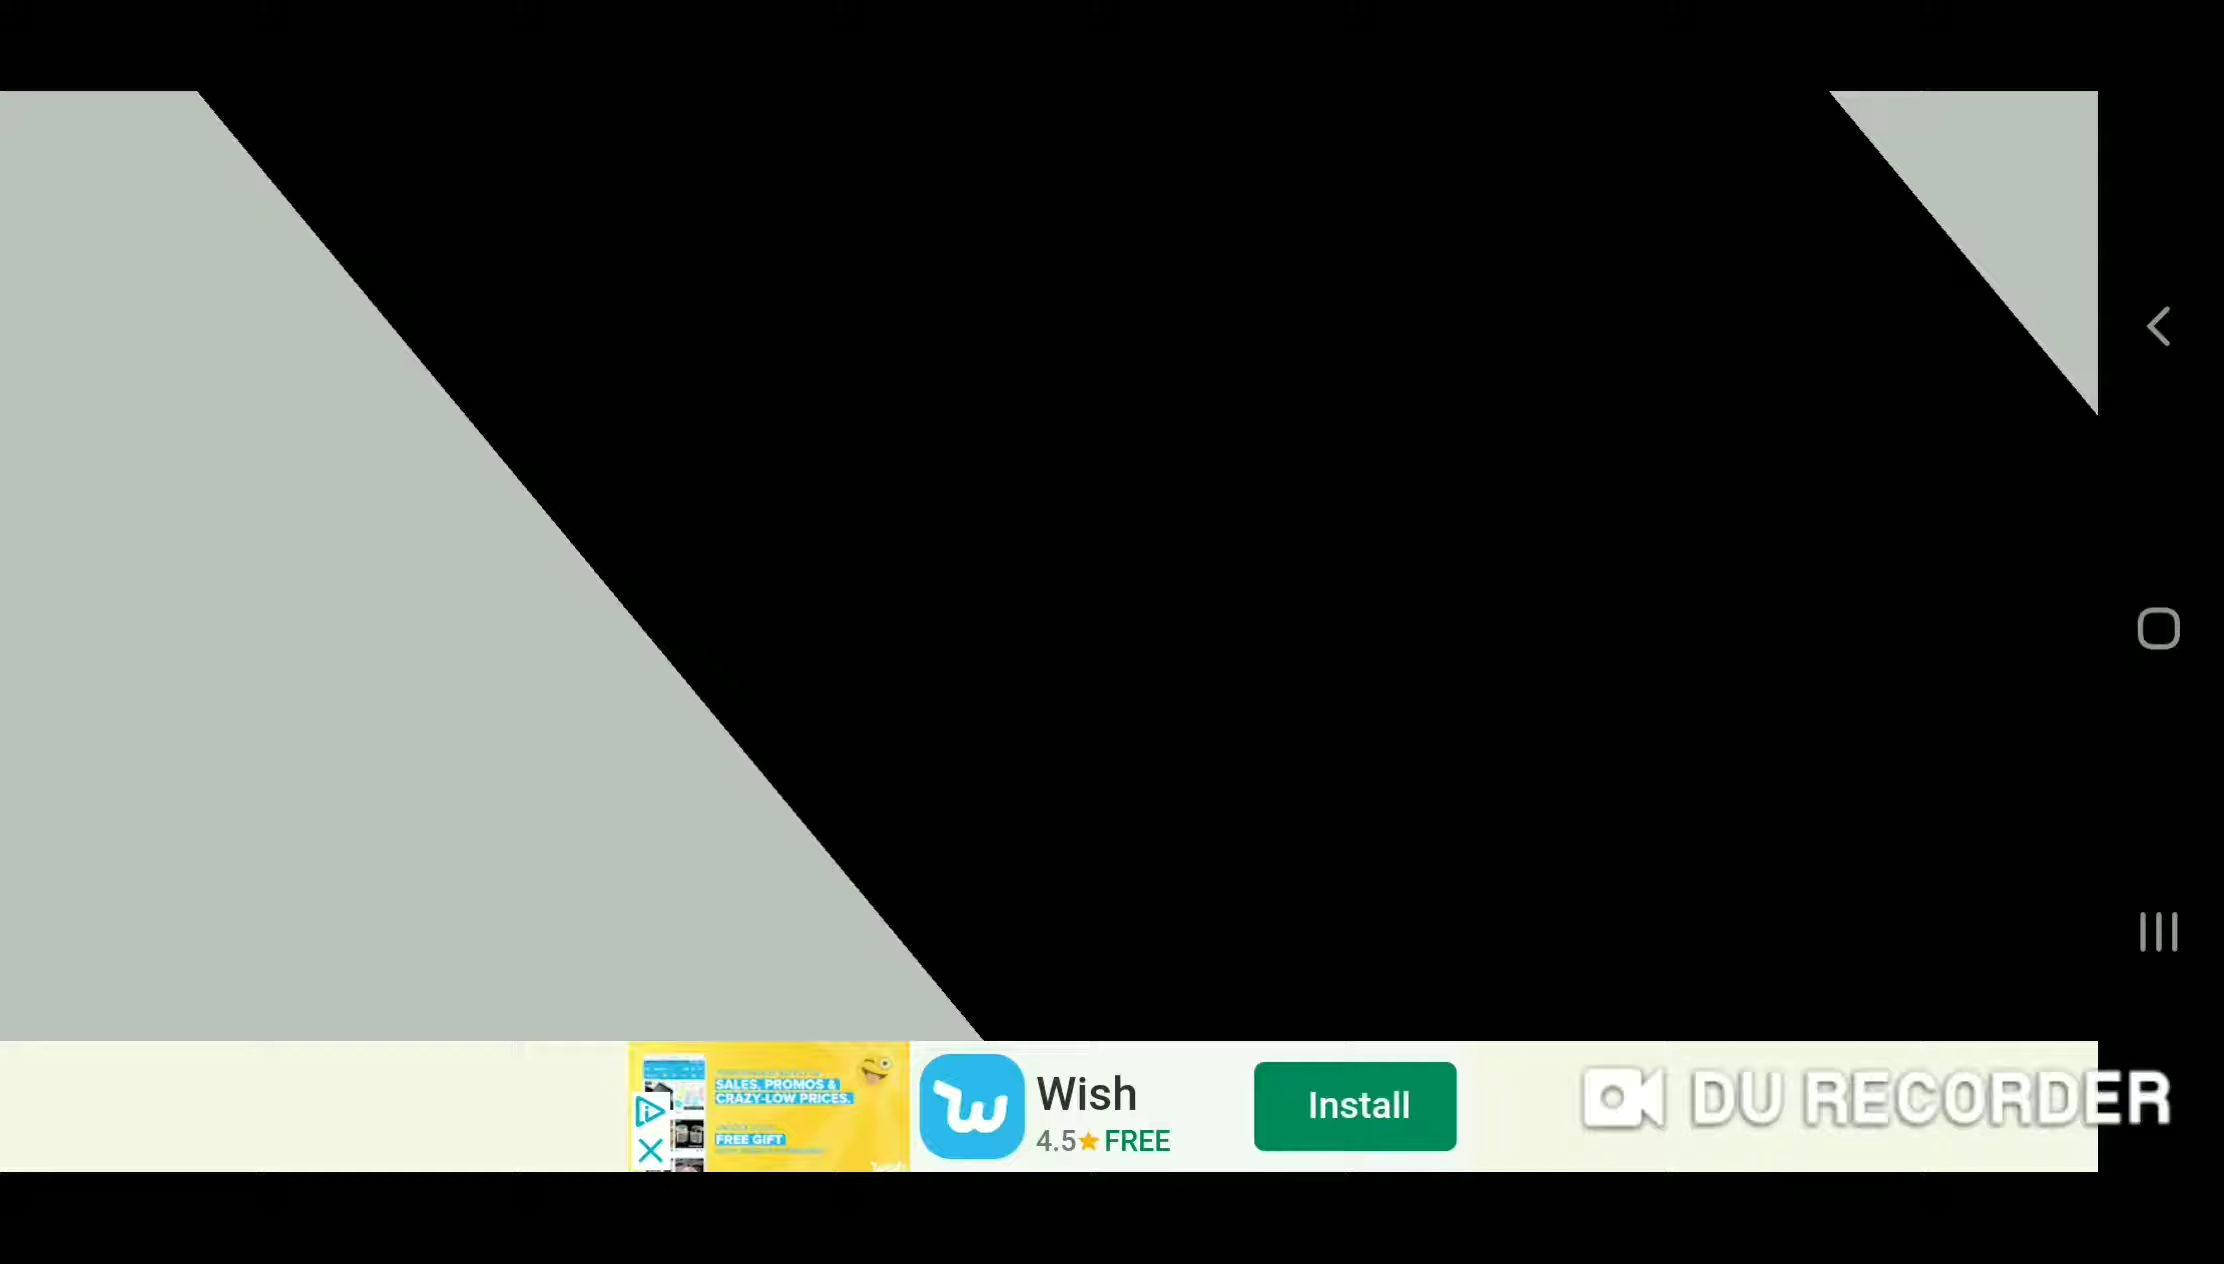 SALES, PROMOS &
CRAZY-LOW PRICES.
FREE GIFT
Wish
4.5★ FREE
Install
DU RECORDER